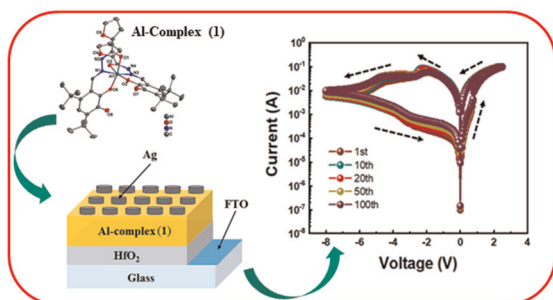 Al-Complex (1)
Ag
FTO
Al-complex(1)
HfO₂
Glass
Current (A)
10⁻¹
10⁰
10⁻¹
10⁻²
10⁻³
10⁻⁴
10⁻⁵
10⁻⁶
10⁻⁷
10⁻⁸
1st
10th
20th
50th
100th
-8 -6 -4 -2 0 2 4
Voltage (V)